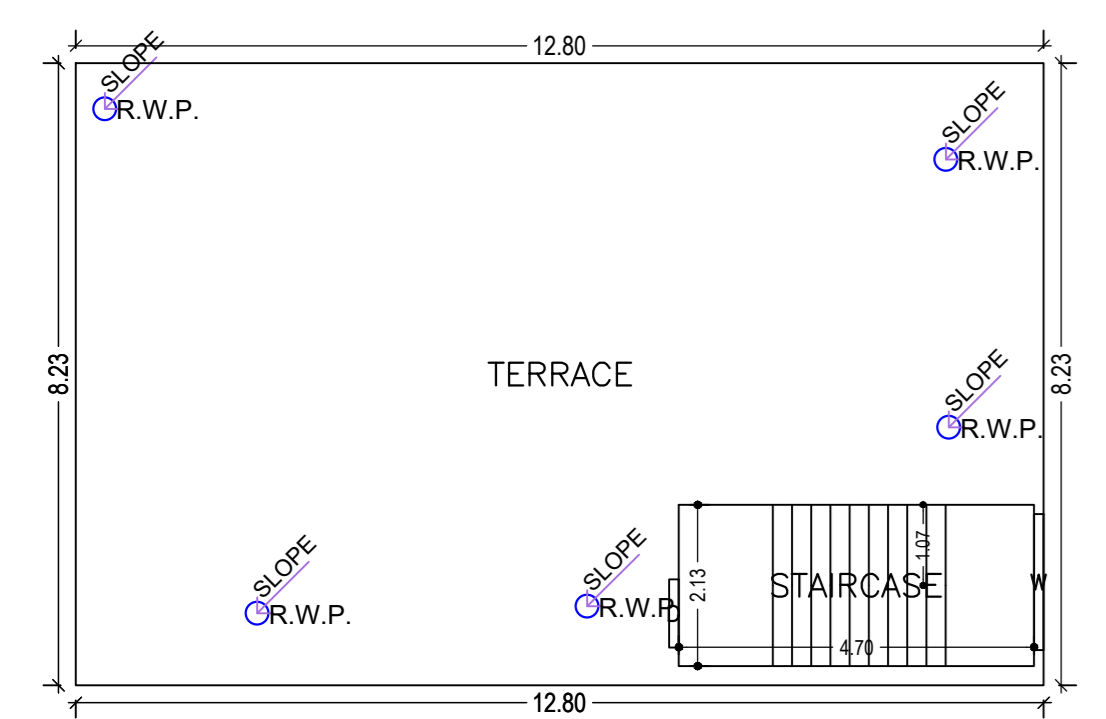 12.80
SLOPE
R.W.P.
SLOPE
R.W.P.
8.23
TERRACE
8.23
SLOPE
R.W.P.
SLOPE
R.W.P.
SLOPE
R.W.P.
D
2.13
1.07
STAIRCASE
W
4.70
12.80